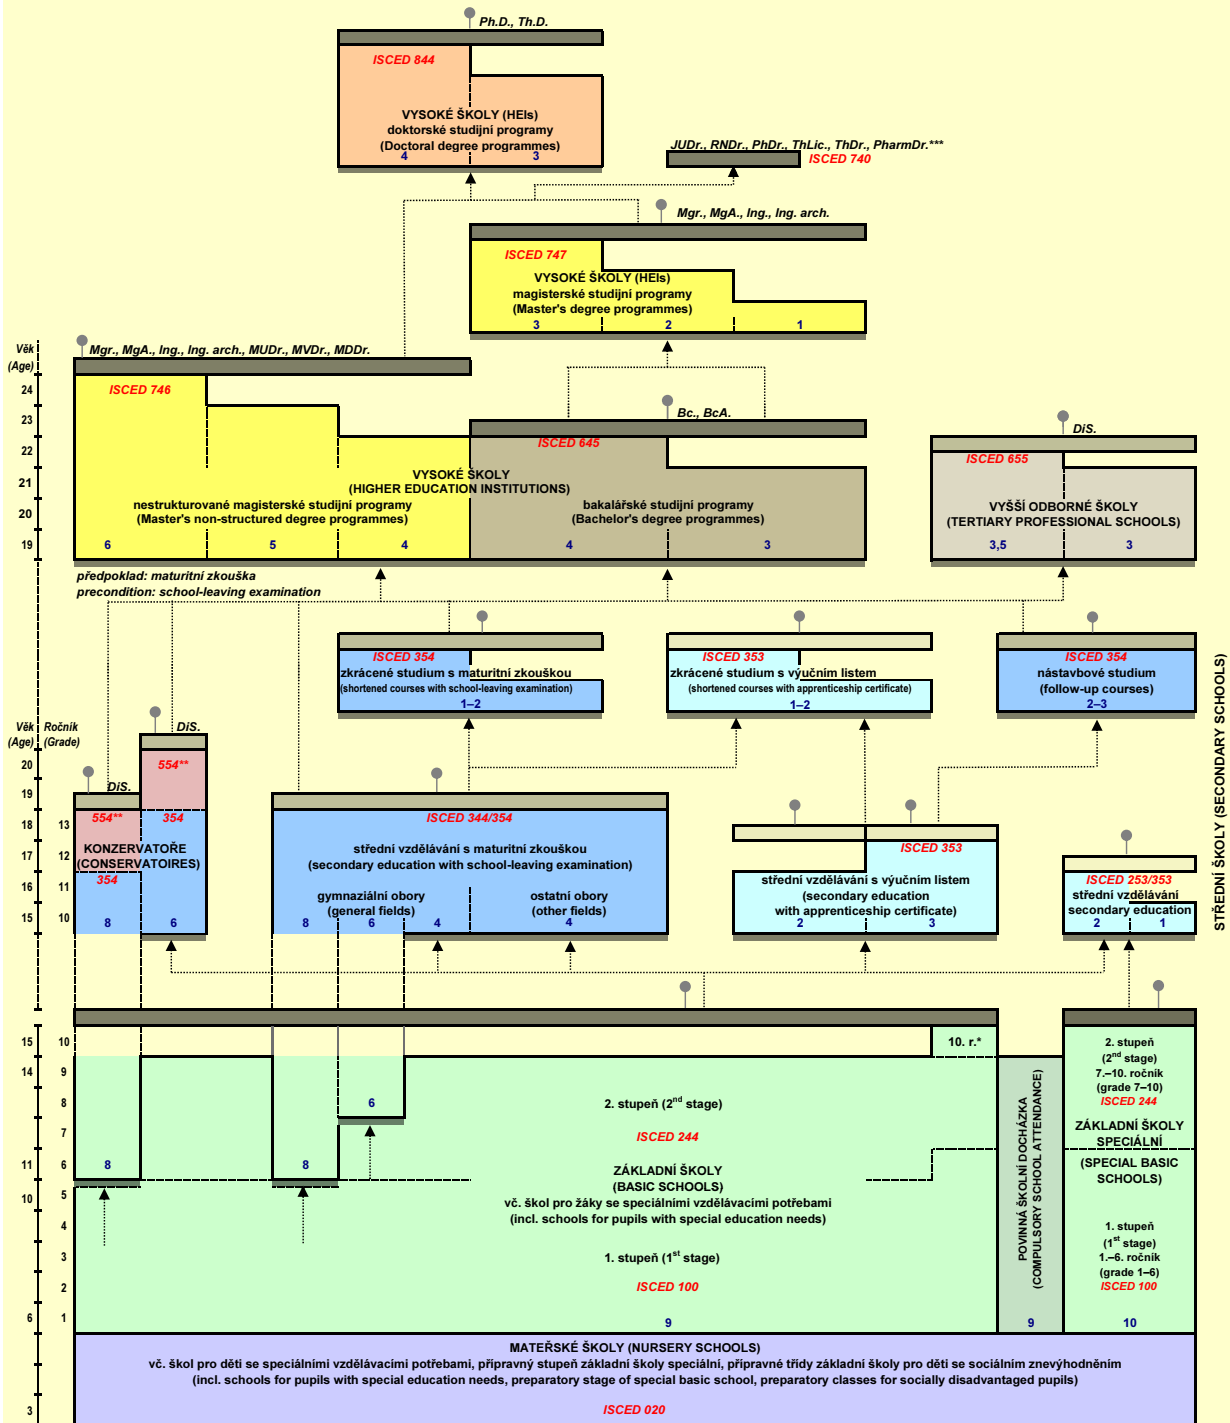 Ph.D., Th.D.
ISCED 844
VYSOKÉ ŠKOLY (HEIs)
doktorské studijní programy
(Doctoral degree programmes)
4 3
JUDr., RNDr., PhDr., ThLic., ThDr., PharmDr.***
ISCED 740
Mgr., MgA., Ing., Ing. arch.
ISCED 747
VYSOKÉ ŠKOLY (HEIs)
magisterské studijní programy
(Master's degree programmes)
3 2 1
Věk
(Age)
Mgr., MgA., Ing., Ing. arch., MUDr., MVDr., MDDr.
24
ISCED 746
23
Bc., BcA.
DiS.
22
ISCED 645
ISCED 655
21
VYSOKÉ ŠKOLY
(HIGHER EDUCATION INSTITUTIONS)
20
nestrukturované magisterské studijní programy
(Master's non-structured degree programmes)
bakalářské studijní programy
(Bachelor's degree programmes)
VYŠŠÍ ODBORNÉ ŠKOLY
(TERTIARY PROFESSIONAL SCHOOLS)
19
6 5 4 4 3 3,5 3
předpoklad: maturitní zkouška
precondition: school-leaving examination
ISCED 354
zkrácené studium s maturitní zkouškou
(shortened courses with school-leaving examination)
1–2
ISCED 353
zkrácené studium s výučním listem
(shortened courses with apprenticeship certificate)
1–2
ISCED 354
nástavbové studium
(follow-up courses)
2–3
STŘEDNÍ ŠKOLY (SECONDARY SCHOOLS)
Věk Ročník
(Age) (Grade)
DiS.
20
554**
19
DiS.
18 13
554** 354
ISCED 344/354
17 12
KONZERVATOŘE
(CONSERVATOIRES)
střední vzdělávání s maturitní zkouškou
(secondary education with school-leaving examination)
ISCED 353
16 11
354
gymnaziální obory
(general fields)
ostatní obory
(other fields)
střední vzdělávání s výučním listem
(secondary education
with apprenticeship certificate)
ISCED 253/353
střední vzdělávání
secondary education
15 10
8 6 8 6 4 4 2 3 2 1
15 10
10. r.*
14 9
8
6
2. stupeň (2nd stage)
7
ISCED 244
11 6
8 8
ZÁKLADNÍ ŠKOLY
(BASIC SCHOOLS)
10 5
vč. škol pro žáky se speciálními vzdělávacími potřebami
(incl. schools for pupils with special education needs)
4
3
1. stupeň (1st stage)
2
ISCED 100
6 1
9
POVINNÁ ŠKOLNÍ DOCHÁZKA
(COMPULSORY SCHOOL ATTENDANCE)
9
2. stupeň
(2nd stage)
7.–10. ročník
(grade 7–10)
ISCED 244
ZÁKLADNÍ ŠKOLY
SPECIÁLNÍ
(SPECIAL BASIC
SCHOOLS)
1. stupeň
(1st stage)
1.–6. ročník
(grade 1–6)
ISCED 100
10
MATEŘSKÉ ŠKOLY (NURSERY SCHOOLS)
vč. škol pro děti se speciálními vzdělávacími potřebami, přípravný stupeň základní školy speciální, přípravné třídy základní školy pro děti se sociálním znevýhodněním
(incl. schools for pupils with special education needs, preparatory stage of special basic school, preparatory classes for socially disadvantaged pupils)
3
ISCED 020